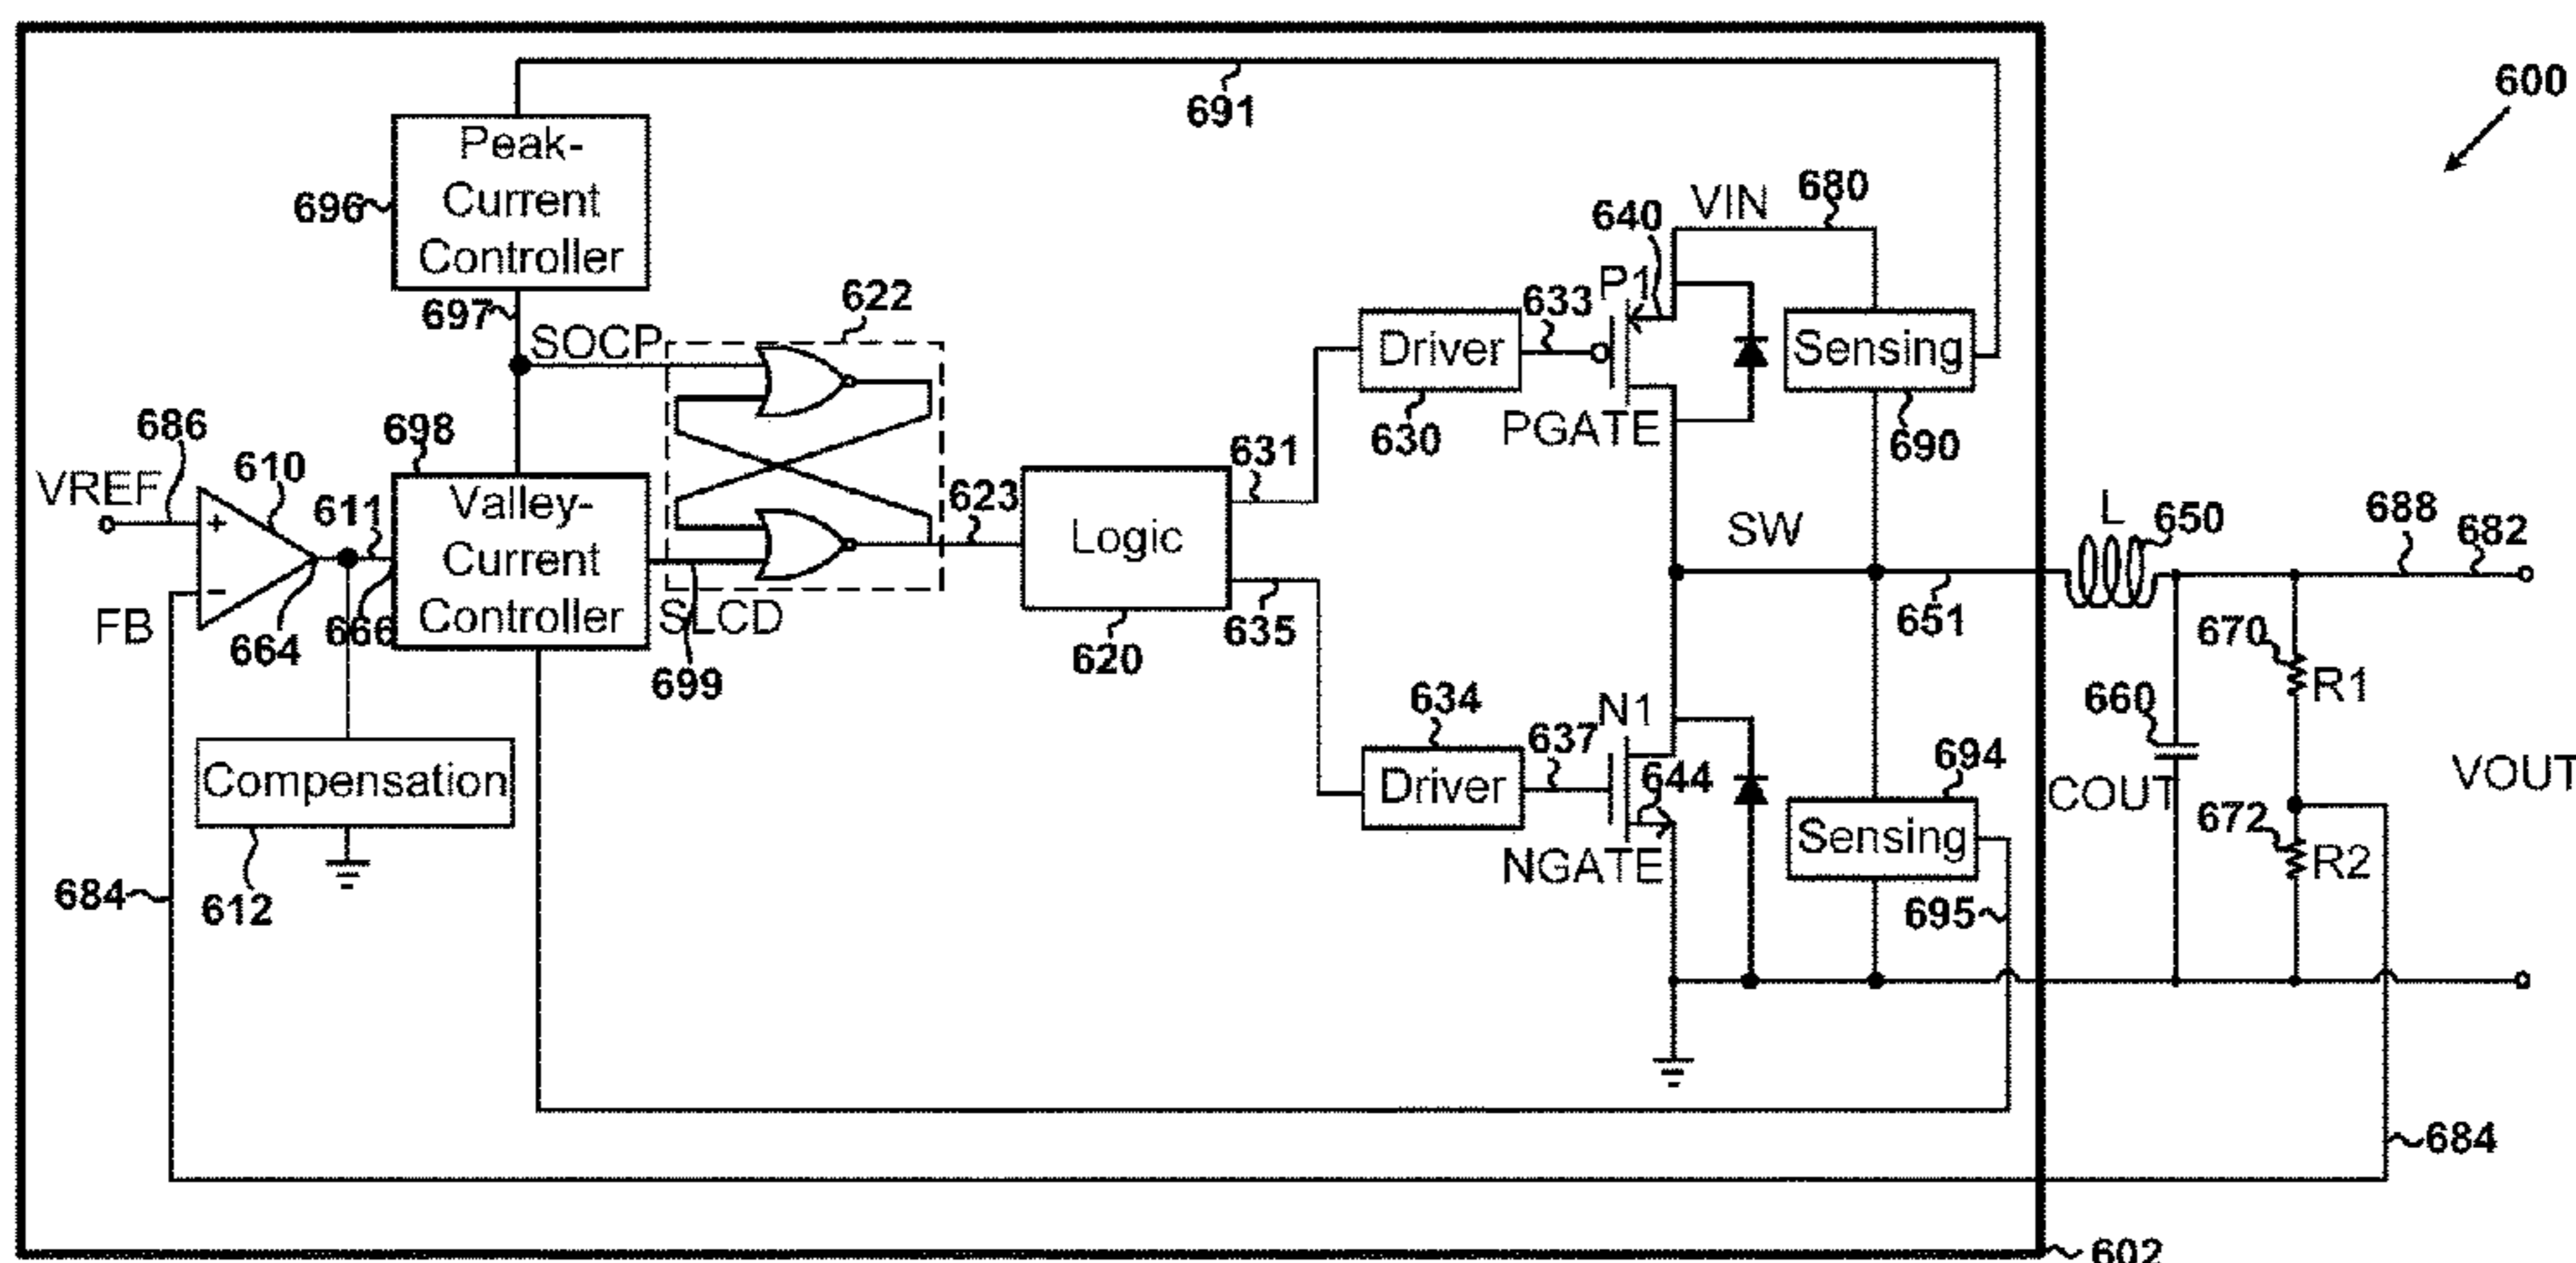 600
691
Peak-
Current
Controller
696
697
SOCP
622
VIN
680
640
P1
633
Driver
630
PGATE
Sensing
690
686
VREF
610
611
698
Valley-
Current
Controller
FB
664
666
SLCD
699
623
Logic
620
631
635
SW
651
L
650
688
682
670
R1
660
COUT
672
R2
VOUT
Compensation
612
684
634
Driver
637
N1
644
NGATE
694
Sensing
695
684
602